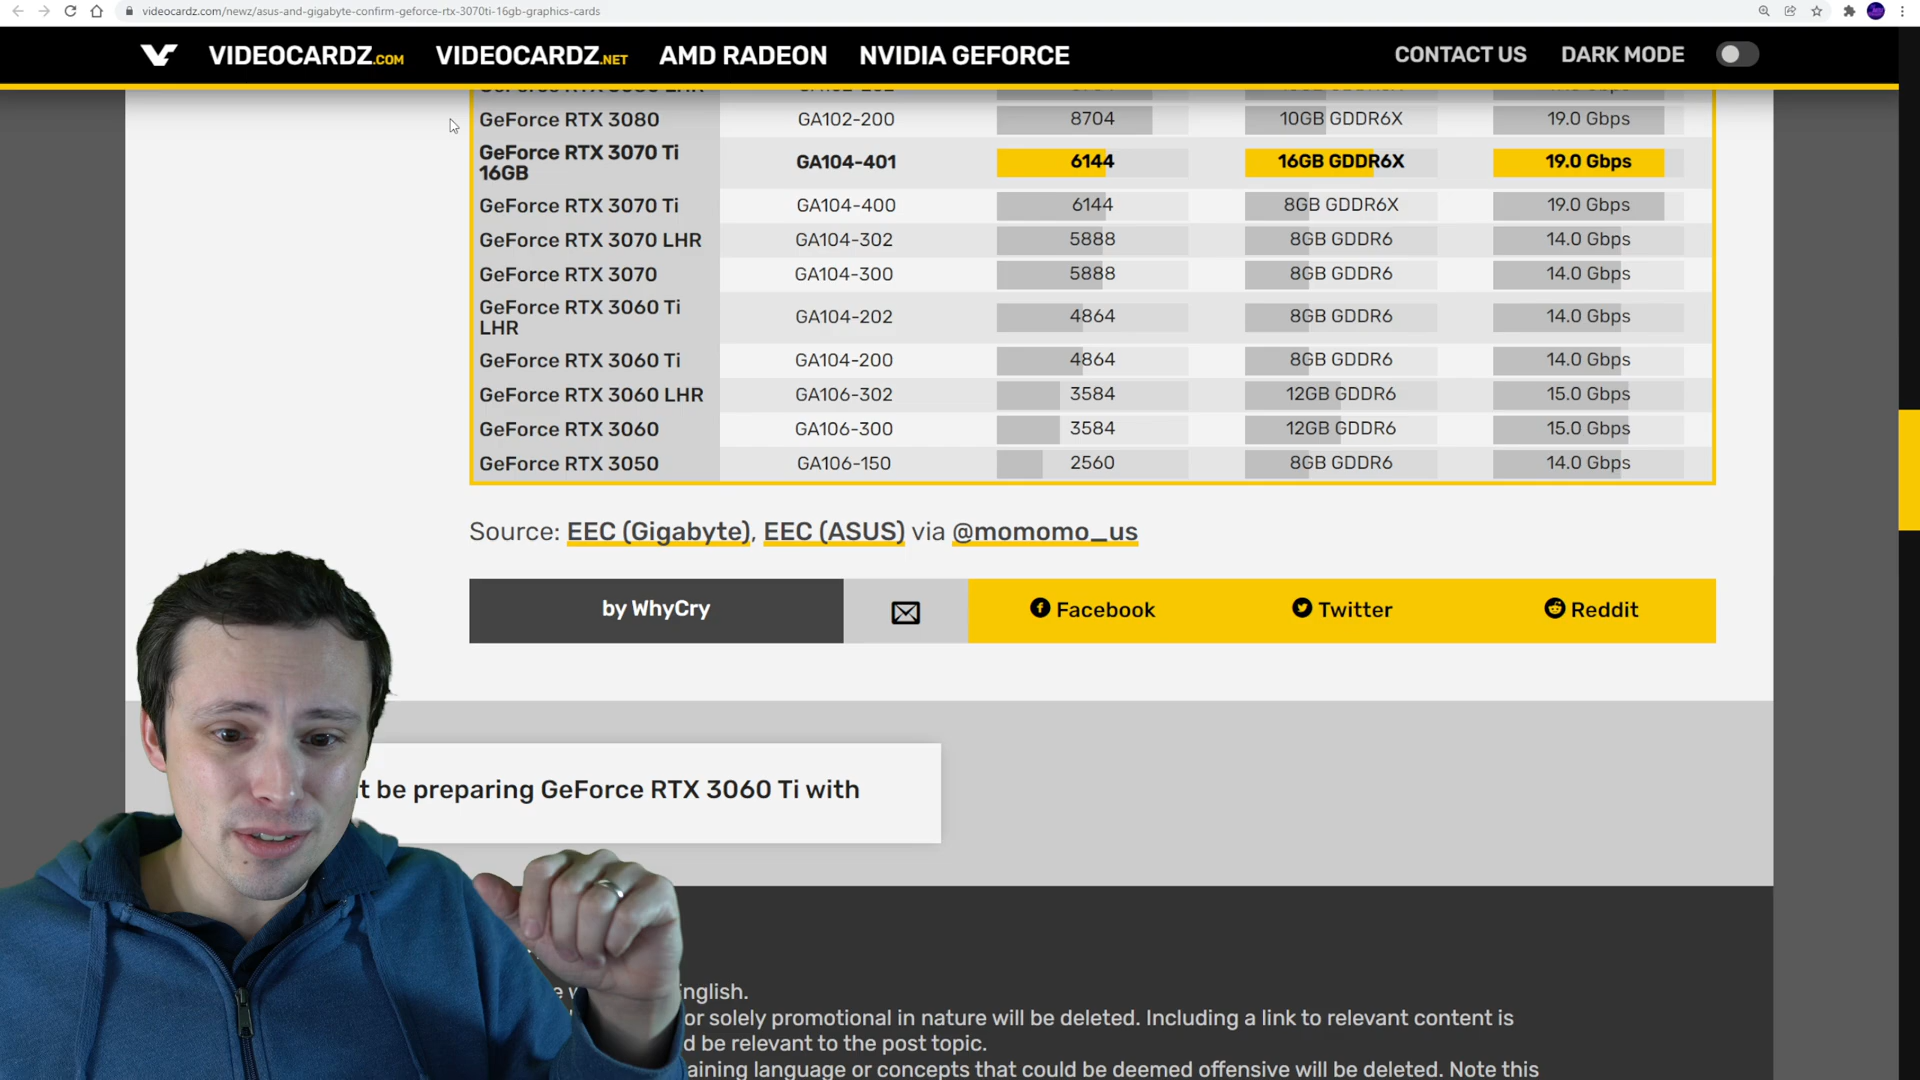 videocardz.com/newz/asus-and-gigabyte-confirm-geforce-rtx-3070ti-16gb-graphics-cards
VIDEOCARDZ.COM VIDEOCARDZ.NET AMD RADEON NVIDIA GEFORCE CONTACT US DARK MODE
GeForce RTX 3080 GA102-200 8704 10GB GDDR6X 19.0 Gbps
GeForce RTX 3070 Ti
16GB GA104-401 6144 16GB GDDR6X 19.0 Gbps
GeForce RTX 3070 Ti GA104-400 6144 8GB GDDR6X 19.0 Gbps
GeForce RTX 3070 LHR GA104-302 5888 8GB GDDR6 14.0 Gbps
GeForce RTX 3070 GA104-300 5888 8GB GDDR6 14.0 Gbps
GeForce RTX 3060 Ti
LHR GA104-202 4864 8GB GDDR6 14.0 Gbps
GeForce RTX 3060 Ti GA104-200 4864 8GB GDDR6 14.0 Gbps
GeForce RTX 3060 LHR GA106-302 3584 12GB GDDR6 15.0 Gbps
GeForce RTX 3060 GA106-300 3584 12GB GDDR6 15.0 Gbps
GeForce RTX 3050 GA106-150 2560 8GB GDDR6 14.0 Gbps
Source: EEC (Gigabyte), EEC (ASUS) via @momomo_us
by WhyCry Facebook Twitter Reddit
t be preparing GeForce RTX 3060 Ti with
nglish.
or solely promotional in nature will be deleted. Including a link to relevant content is
d be relevant to the post topic.
aining language or concepts that could be deemed offensive will be deleted. Note this